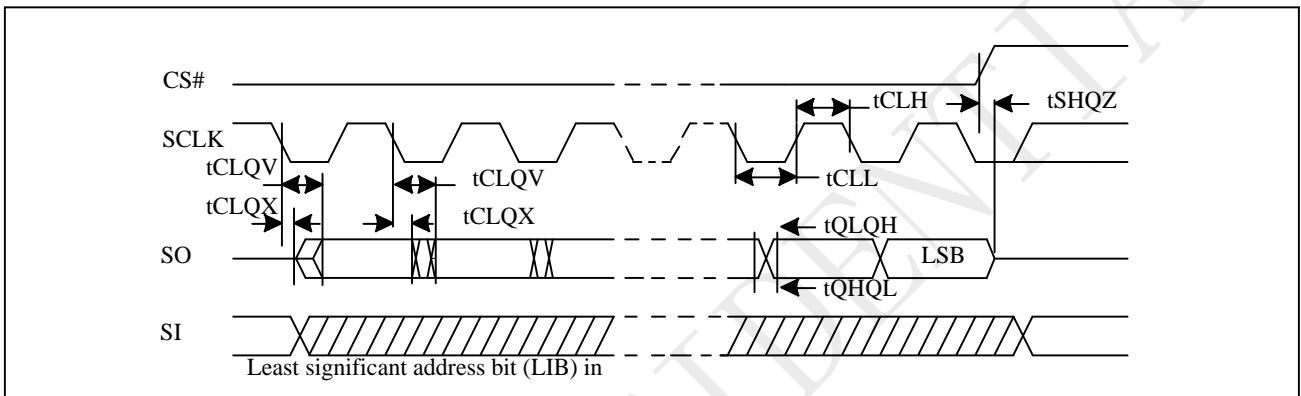 CS#
tCLH
tSHQZ
SCLK
tCLQV
tCLQV
tCLL
tCLQX
tCLQX
tQLQH
SO
LSB
tQHQL
SI
Least significant address bit (LIB) in